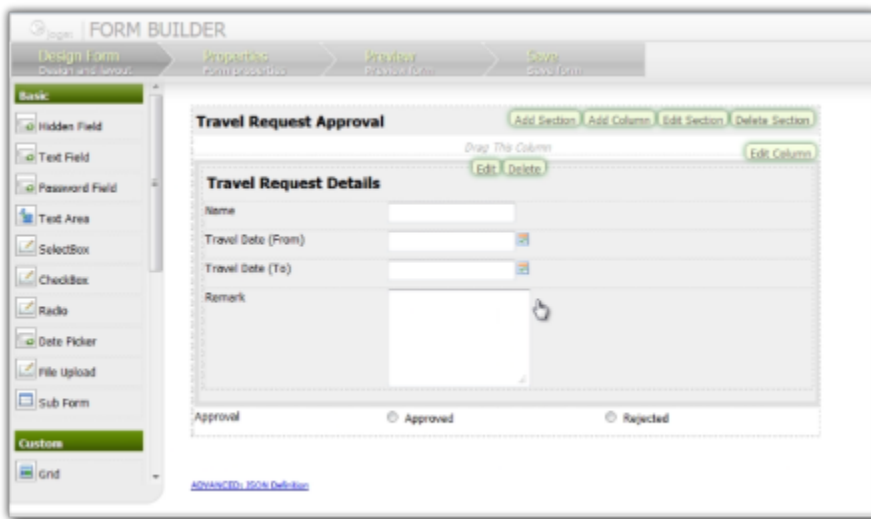 joget | FORM BUILDER
Design Form Properties Preview Save
Design and layout Form properties Preview form Save form
Basic
Hidden Field
Text Field
Password Field
Text Area
SelectBox
CheckBox
Radio
Date Picker
File Upload
Sub Form
Custom
Grid
Travel Request Approval
Add Section Add Column Edit Section Delete Section
Drag This Column
Edit Column
Edit Delete
Travel Request Details
Name
Travel Date (From)
Travel Date (To)
Remark
Approval Approved Rejected
ADVANCED: JSON Definition